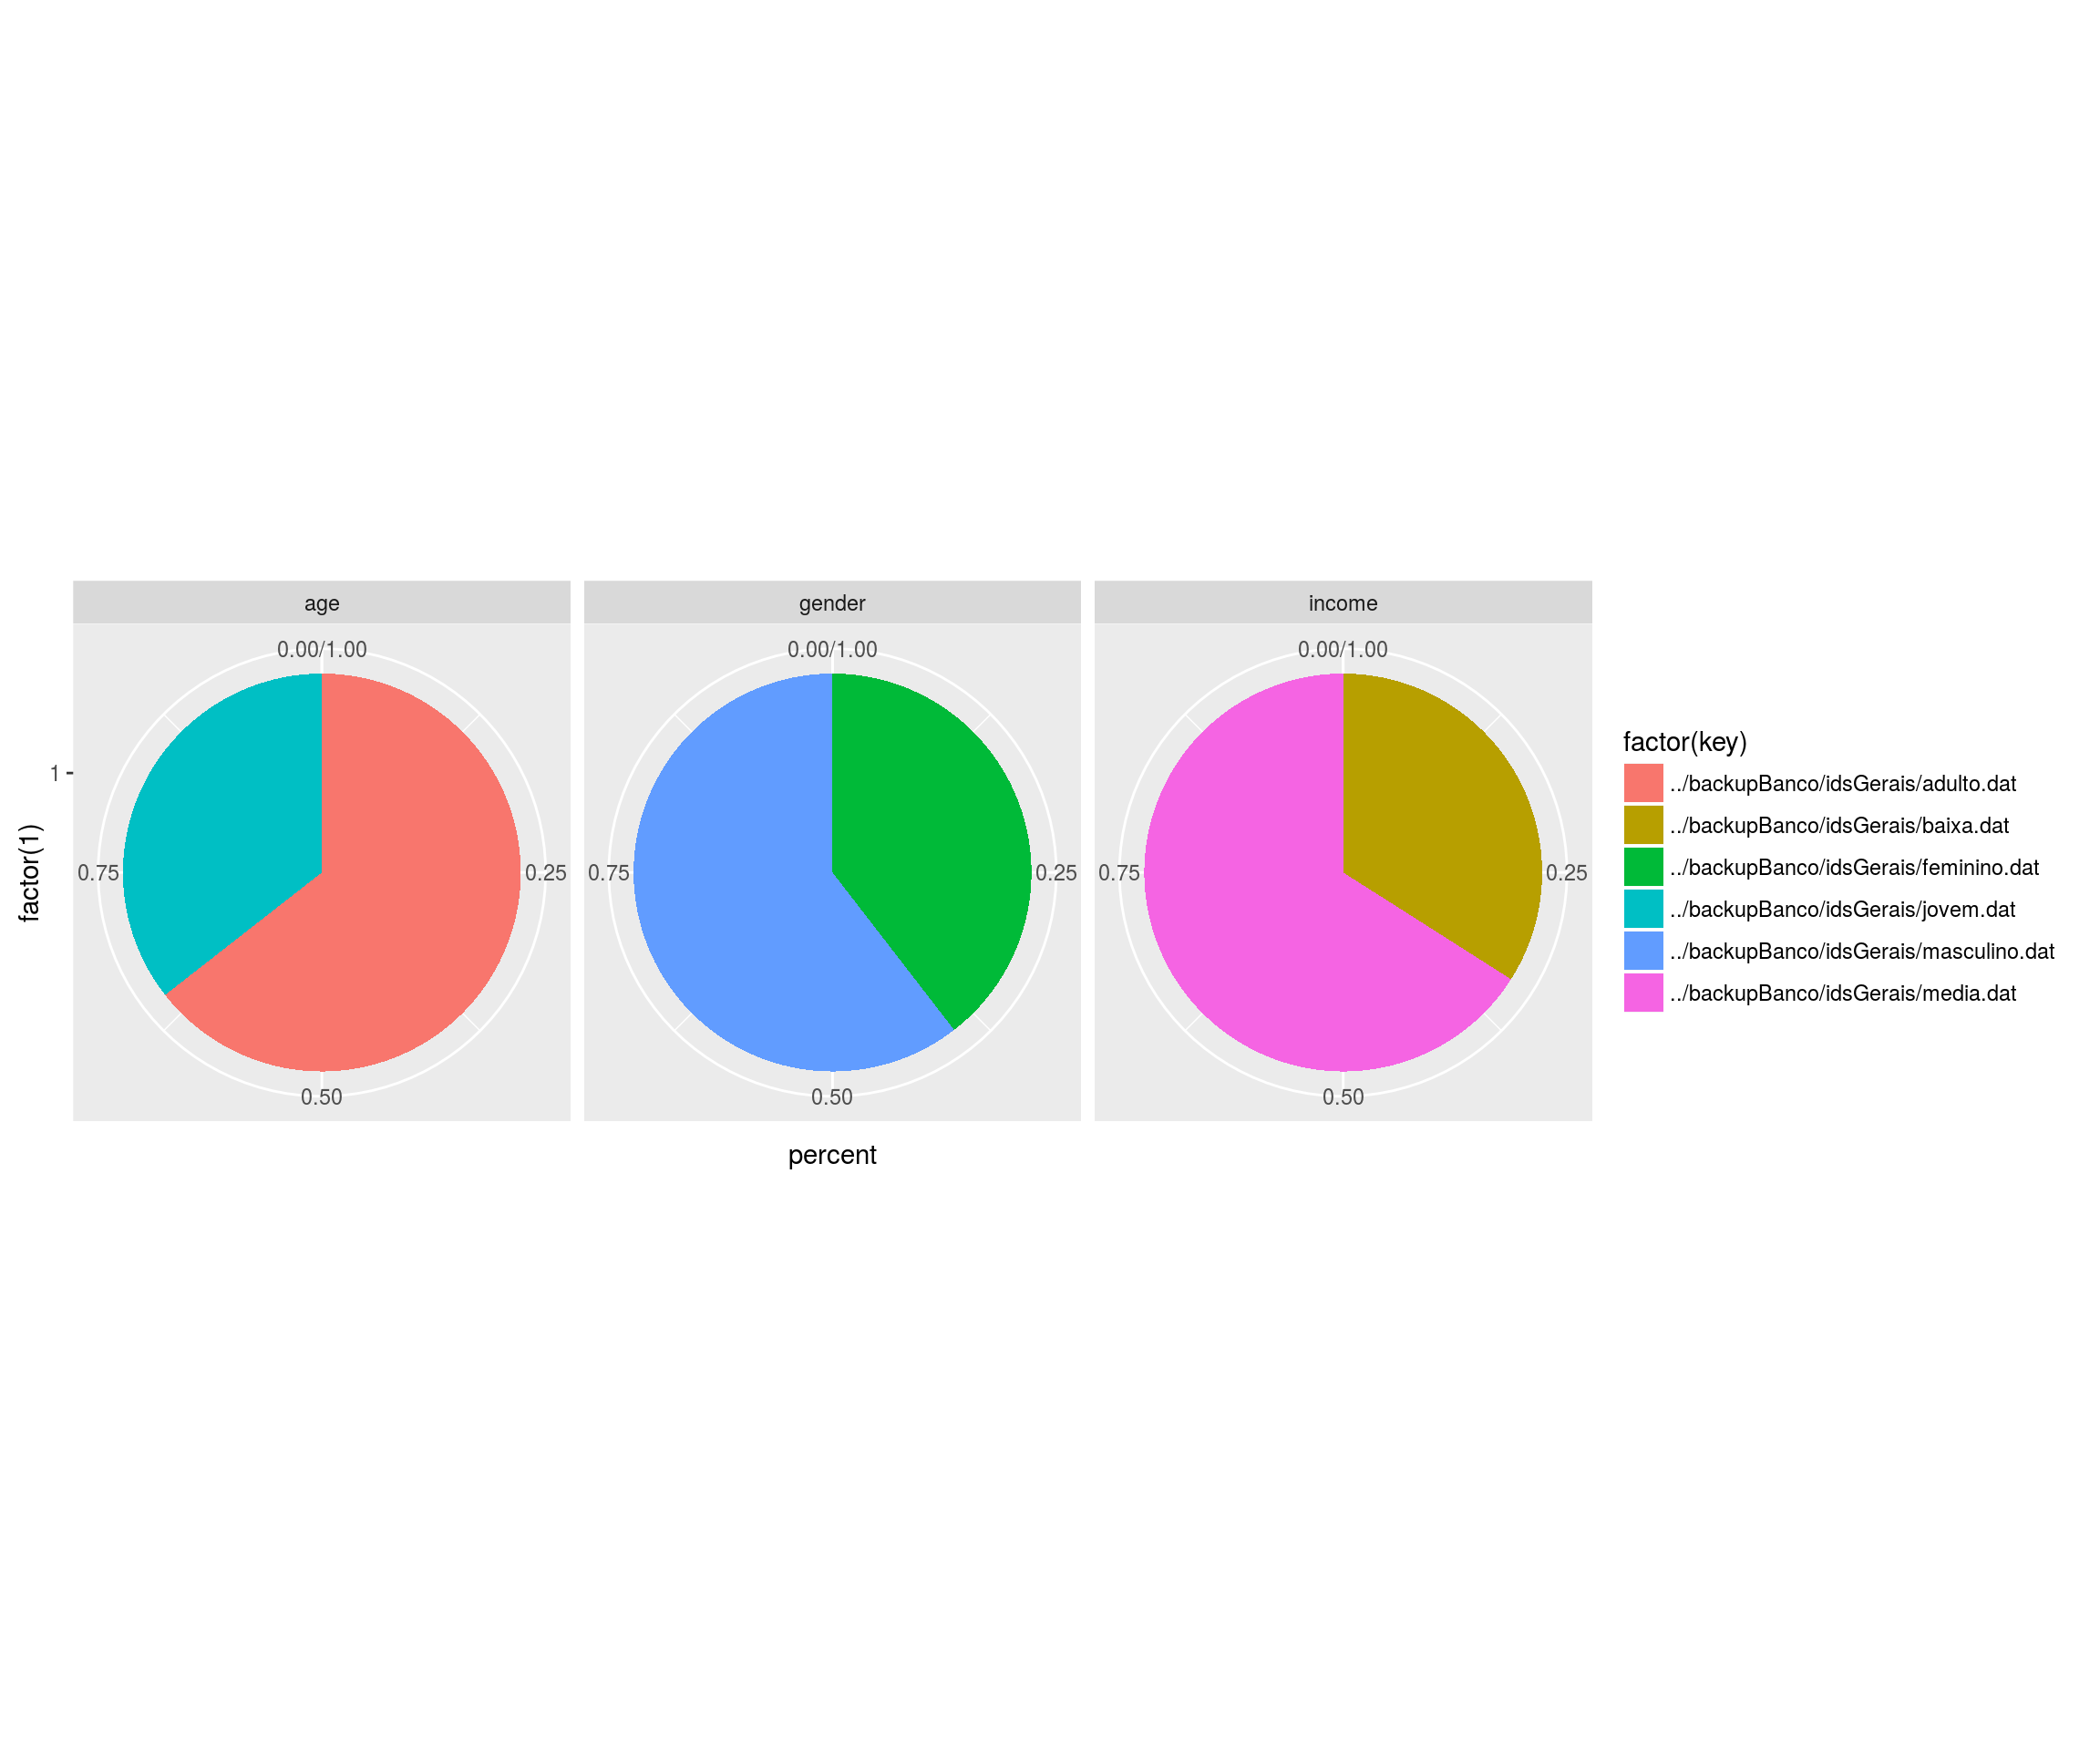 age
gender
income
0.00/1.00
0.00/1.00
0.00/1.00
0.75
0.25
0.75
0.25
0.75
0.25
0.50
0.50
0.50
1
factor(1)
percent
factor(key)
../backupBanco/idsGerais/adulto.dat
../backupBanco/idsGerais/baixa.dat
../backupBanco/idsGerais/feminino.dat
../backupBanco/idsGerais/jovem.dat
../backupBanco/idsGerais/masculino.dat
../backupBanco/idsGerais/media.dat